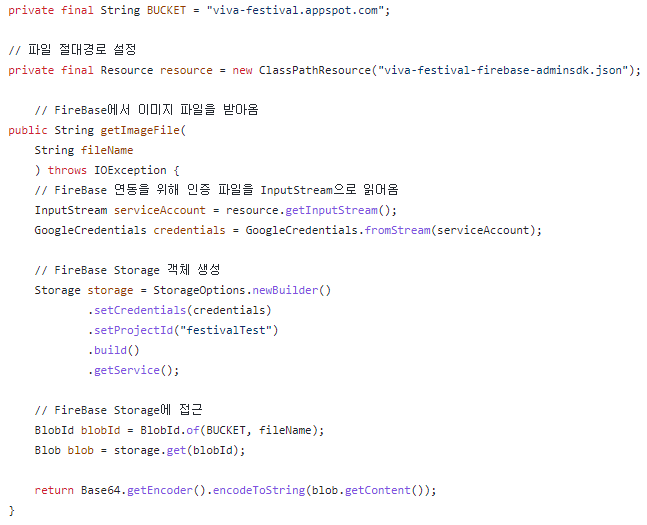 private final String BUCKET = "viva-festival.appspot.com";
// 파일 절대경로 설정
private final Resource resource = new ClassPathResource("viva-festival-firebase-adminsdk.json");
// FireBase에서 이미지 파일을 받아옴
public String getImageFile(
String fileName
) throws IOException {
// FireBase 연동을 위해 인증 파일을 InputStream으로 읽어옴
InputStream serviceAccount = resource.getInputStream();
GoogleCredentials credentials = GoogleCredentials.fromStream(serviceAccount);
// FireBase Storage 객체 생성
Storage storage = StorageOptions.newBuilder()
.setCredentials(credentials)
.setProjectId("festivalTest")
.build()
.getService();
// FireBase Storage에 접근
BlobId blobId = BlobId.of(BUCKET, fileName);
Blob blob = storage.get(blobId);
return Base64.getEncoder().encodeToString(blob.getContent());
}